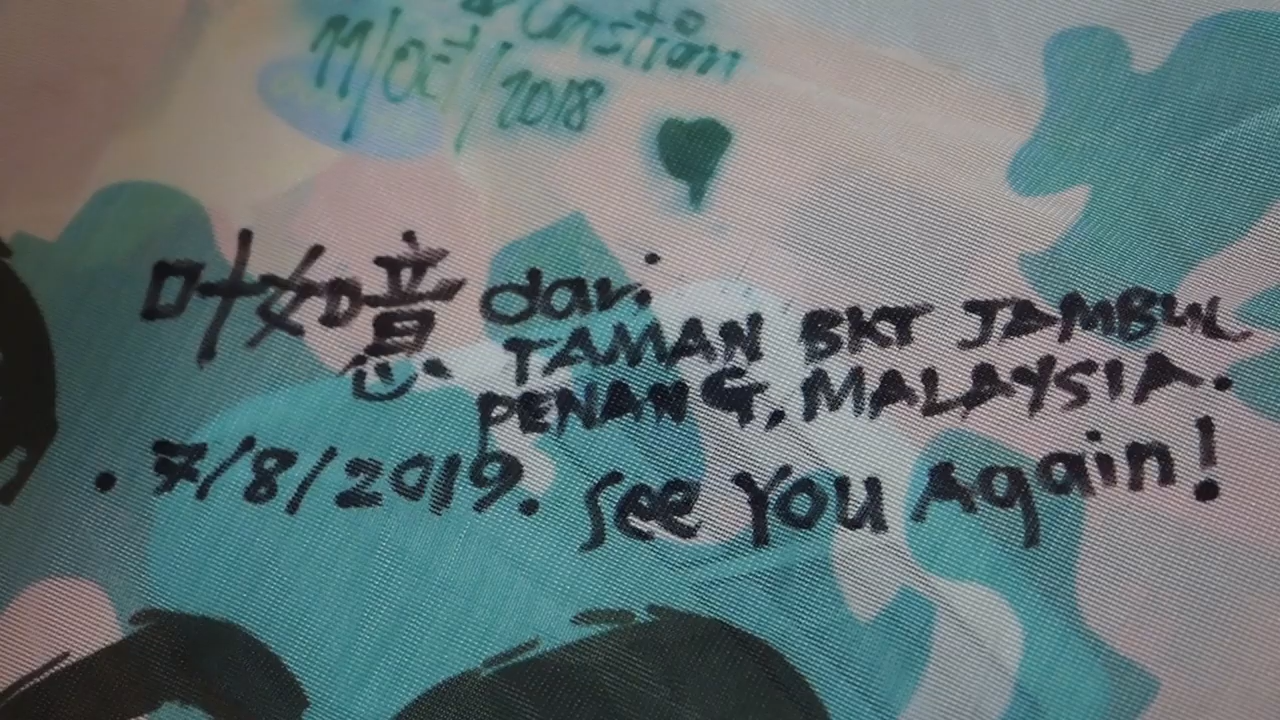 11/Oct/2018
叶如意 dari
TAMAN BKT JAMBUL
PENANG, MALAYSIA.
. 7/8/2019. See You Again!